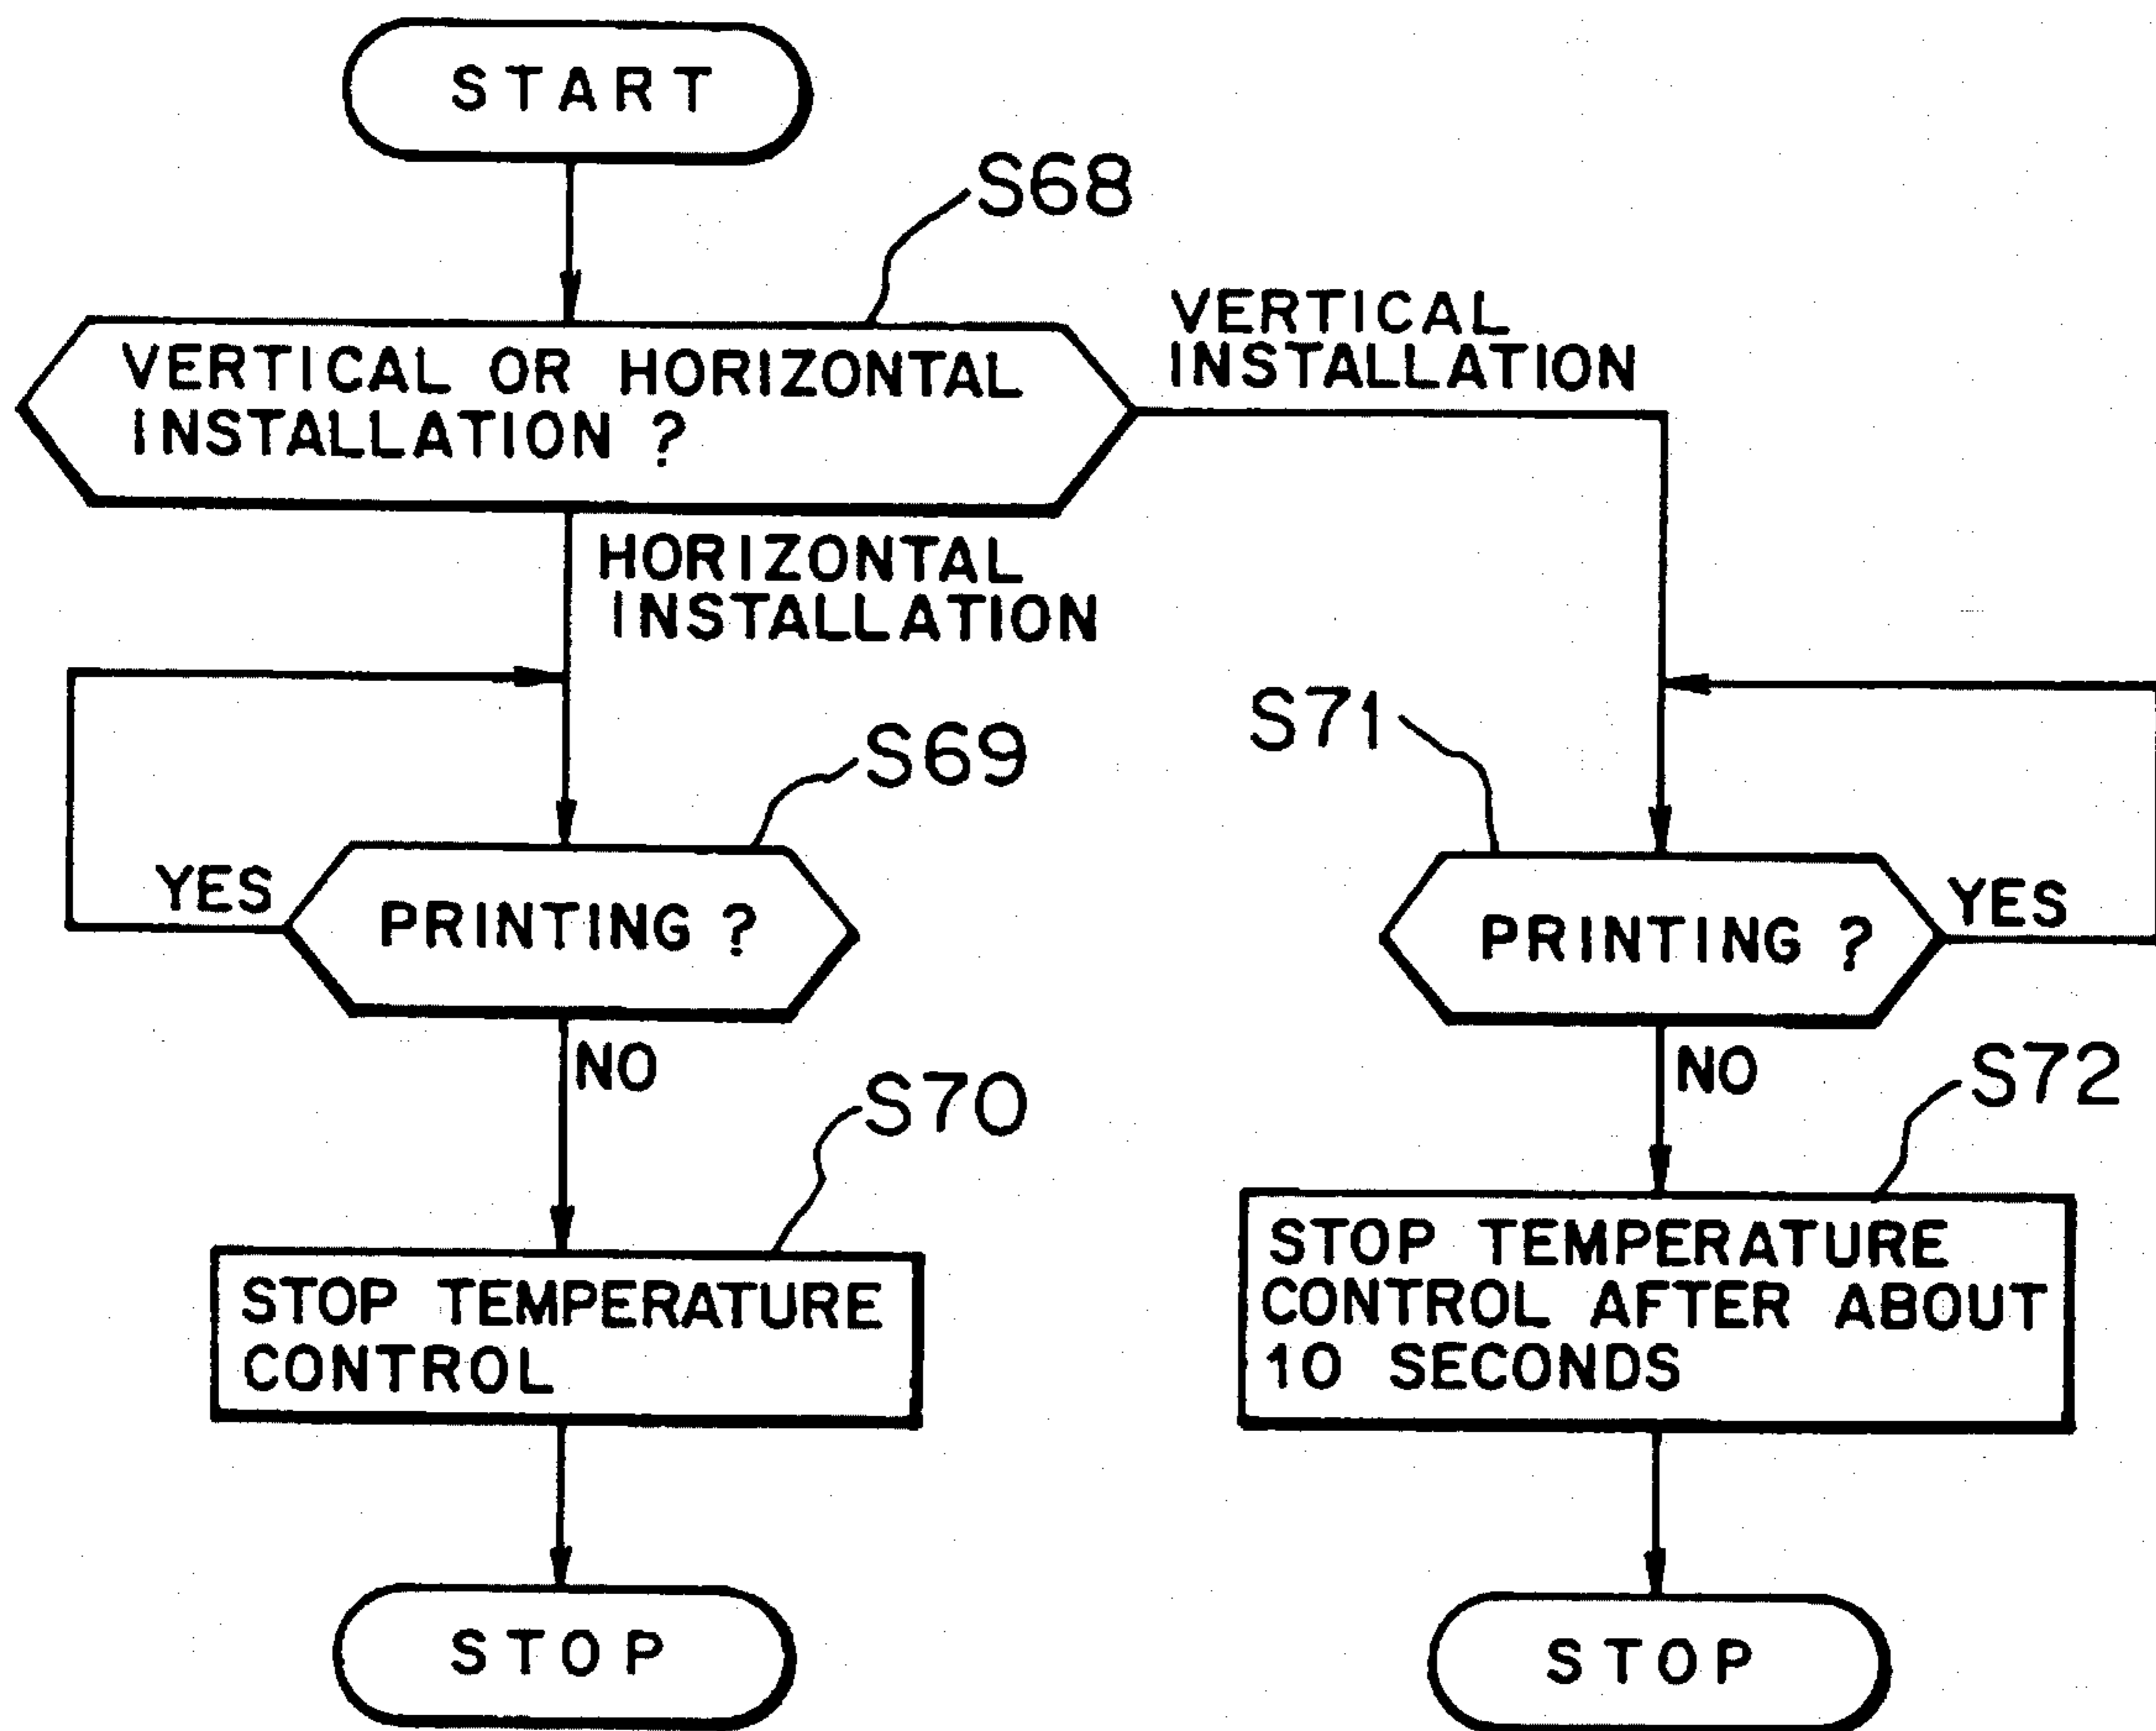 START
S68
VERTICAL OR HORIZONTAL
INSTALLATION ?
VERTICAL
INSTALLATION
HORIZONTAL
INSTALLATION
S69
S71
YES
PRINTING ?
PRINTING ?
YES
NO
NO
S70
S72
STOP TEMPERATURE
CONTROL
STOP TEMPERATURE
CONTROL AFTER ABOUT
10 SECONDS
STOP
STOP